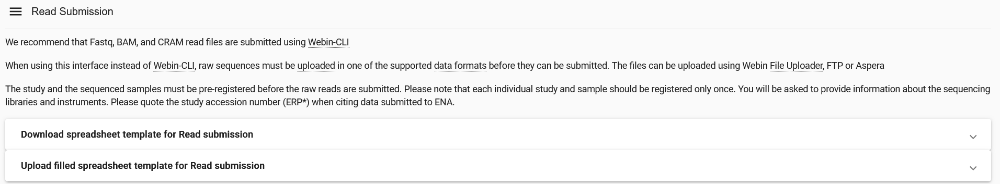 Read Submission
We recommend that Fastq, BAM, and CRAM read files are submitted using Webin-CLI
When using this interface instead of Webin-CLI, raw sequences must be uploaded in one of the supported data formats before they can be submitted. The files can be uploaded using Webin File Uploader, FTP or Aspera
The study and the sequenced samples must be pre-registered before the raw reads are submitted. Please note that each individual study and sample should be registered only once. You will be asked to provide information about the sequencing
libraries and instruments. Please quote the study accession number (ERP*) when citing data submitted to ENA.
Download spreadsheet template for Read submission
Upload filled spreadsheet template for Read submission